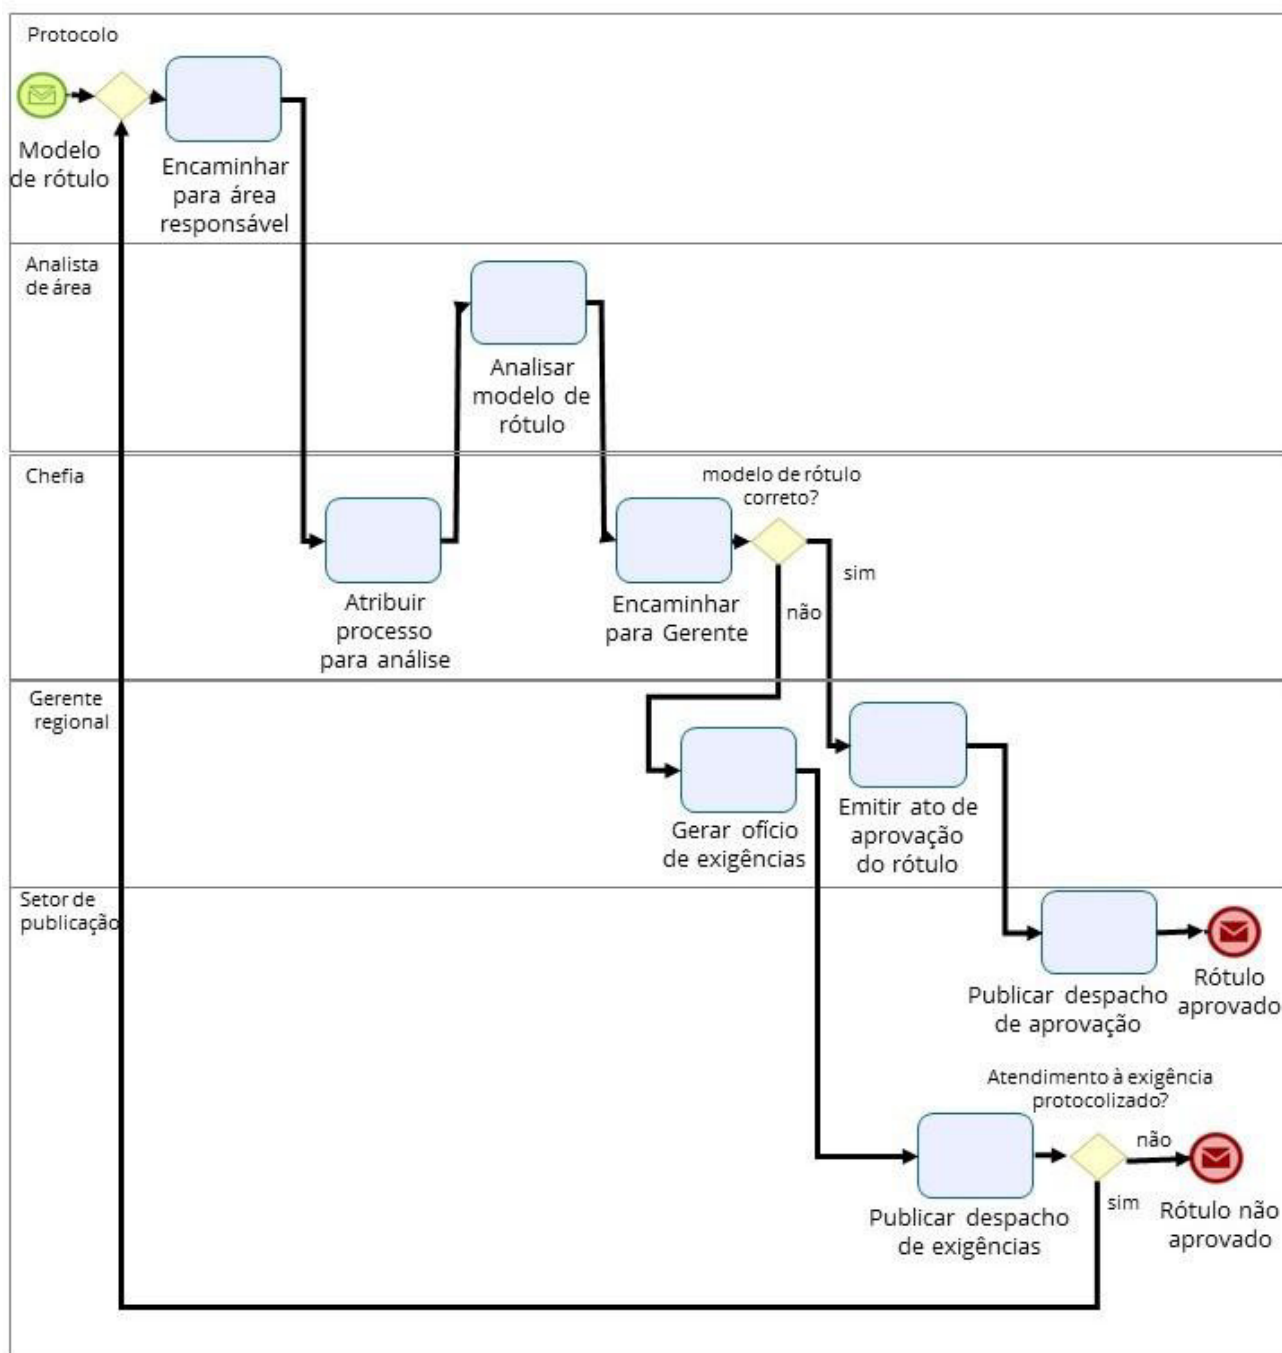 Protocolo
Modelo
de rótulo
Encaminhar
para área
responsável
Analista
de área
Analisar
modelo de
rótulo
Chefia
modelo de rótulo
correto?
sim
não
Atribuir
processo
para análise
Encaminhar
para Gerente
Gerente
regional
Gerar ofício
de exigências
Emitir ato de
aprovação
do rótulo
Setor de
publicação
Publicar despacho
de aprovação
Rótulo
aprovado
Atendimento à exigência
protocolizado?
não
sim
Publicar despacho
de exigências
Rótulo não
aprovado